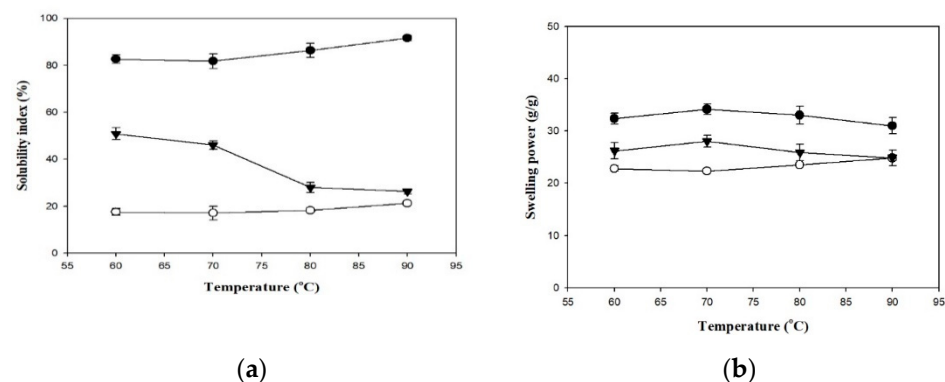 100
80
60
40
20
0
Solubility index (%)
55 60 65 70 75 80 85 90 95
Temperature (°C)
(a)
50
40
30
20
10
0
Swelling power (g/g)
55 60 65 70 75 80 85 90 95
Temperature (°C)
(b)